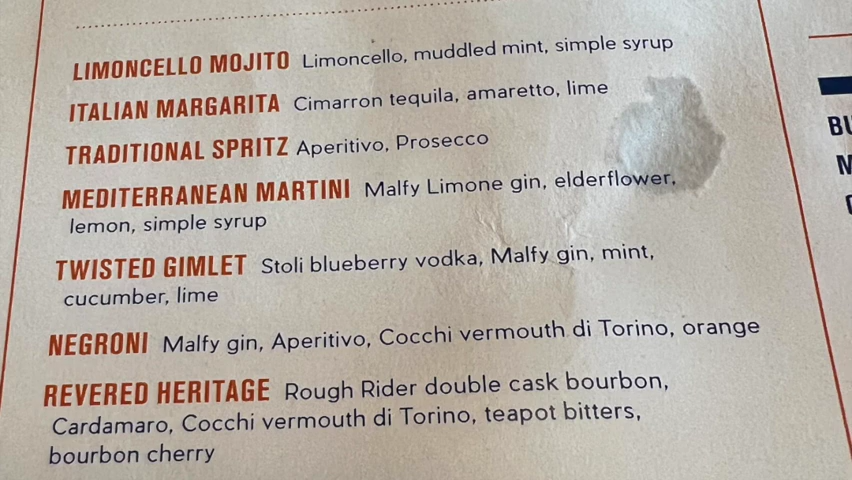 LIMONCELLO MOJITO Limoncello, muddled mint, simple syrup
ITALIAN MARGARITA Cimarron tequila, amaretto, lime
TRADITIONAL SPRITZ Aperitivo, Prosecco
MEDITERRANEAN MARTINI Malfy Limone gin, elderflower,
lemon, simple syrup
TWISTED GIMLET Stoli blueberry vodka, Malfy gin, mint,
cucumber, lime
NEGRONI Malfy gin, Aperitivo, Cocchi vermouth di Torino, orange
REVERED HERITAGE Rough Rider double cask bourbon,
Cardamaro, Cocchi vermouth di Torino, teapot bitters,
bourbon cherry